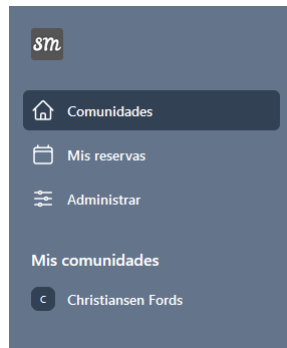 sm
Comunidades
Mis reservas
Administrar
Mis comunidades
C Christiansen Fords